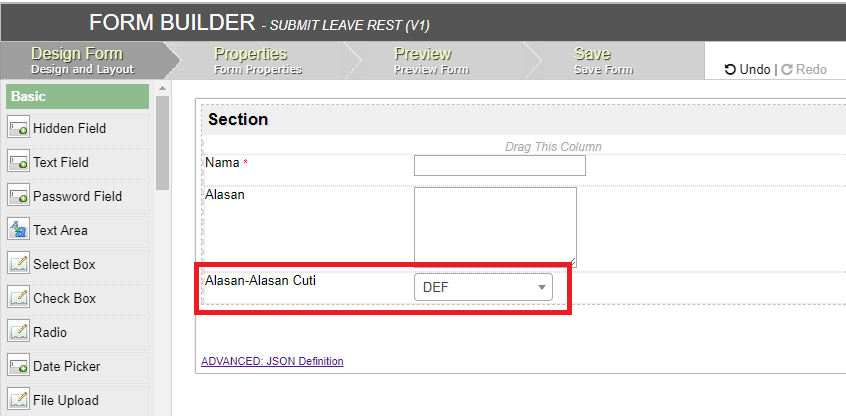 FORM BUILDER - SUBMIT LEAVE REST (V1)
Design Form
Design and Layout
Properties
Form Properties
Preview
Preview Form
Save
Save Form
Undo | Redo
Basic
Hidden Field
Text Field
Password Field
Text Area
Select Box
Check Box
Radio
Date Picker
File Upload
Section
Drag This Column
Nama *
Alasan
Alasan-Alasan Cuti
DEF
ADVANCED: JSON Definition